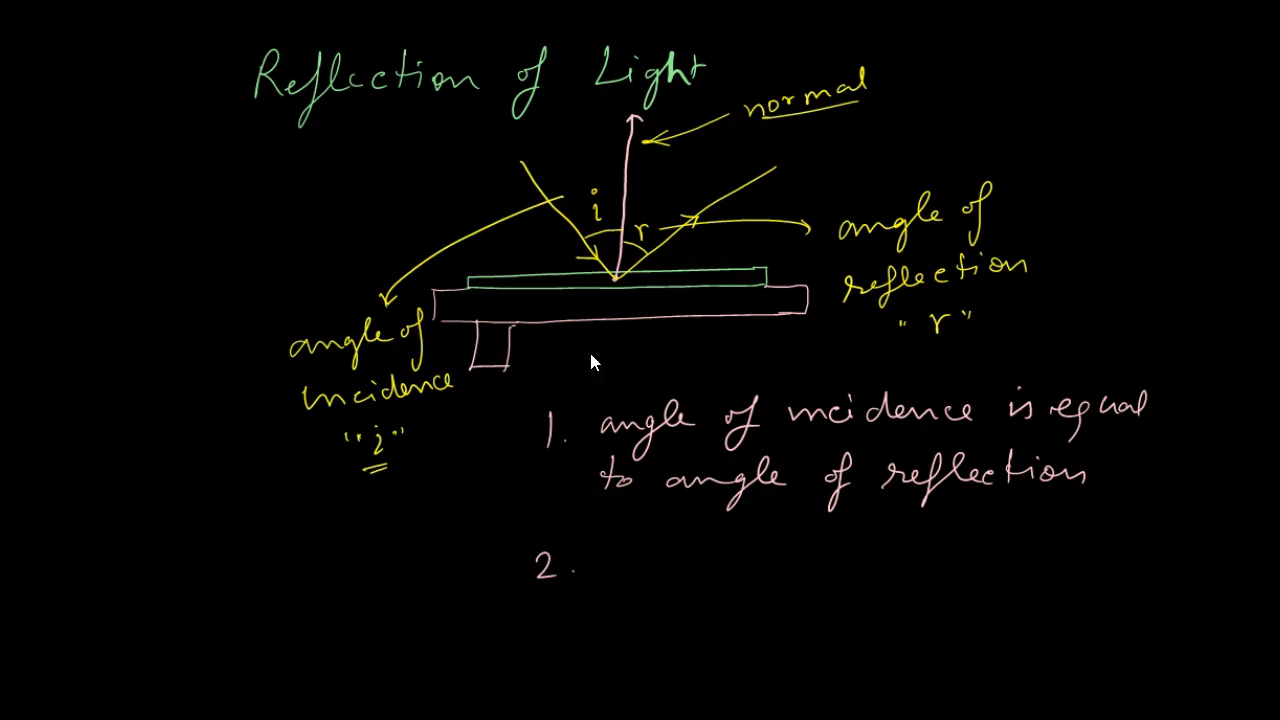 Reflection of Light
normal
i
r
angle of
reflection
"r"
angle of
incidence
"i"
1. angle of incidence is equal
to angle of reflection
2.